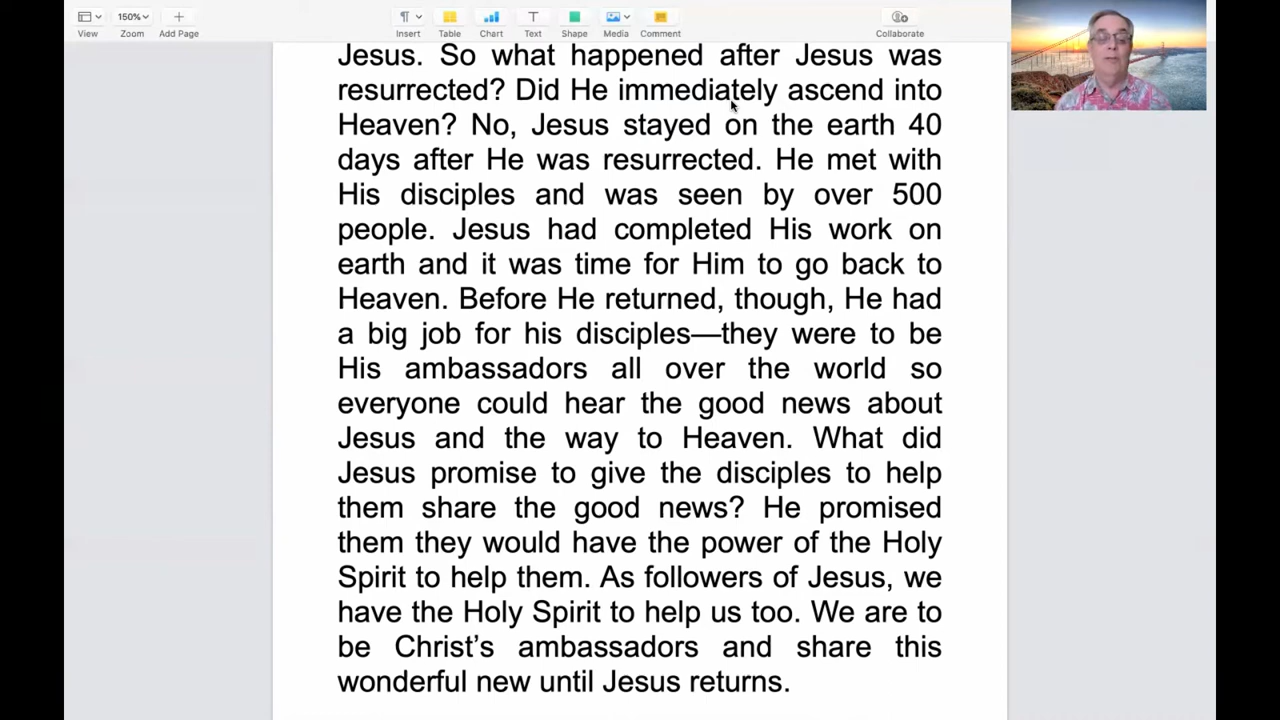 150%
View
Zoom
Add Page
Insert
Table
Chart
Text
Shape
Media
Comment
Collaborate
Jesus. So what happened after Jesus was
resurrected? Did He immediately ascend into
Heaven? No, Jesus stayed on the earth 40
days after He was resurrected. He met with
His disciples and was seen by over 500
people. Jesus had completed His work on
earth and it was time for Him to go back to
Heaven. Before He returned, though, He had
a big job for his disciples—they were to be
His ambassadors all over the world so
everyone could hear the good news about
Jesus and the way to Heaven. What did
Jesus promise to give the disciples to help
them share the good news? He promised
them they would have the power of the Holy
Spirit to help them. As followers of Jesus, we
have the Holy Spirit to help us too. We are to
be Christ’s ambassadors and share this
wonderful new until Jesus returns.